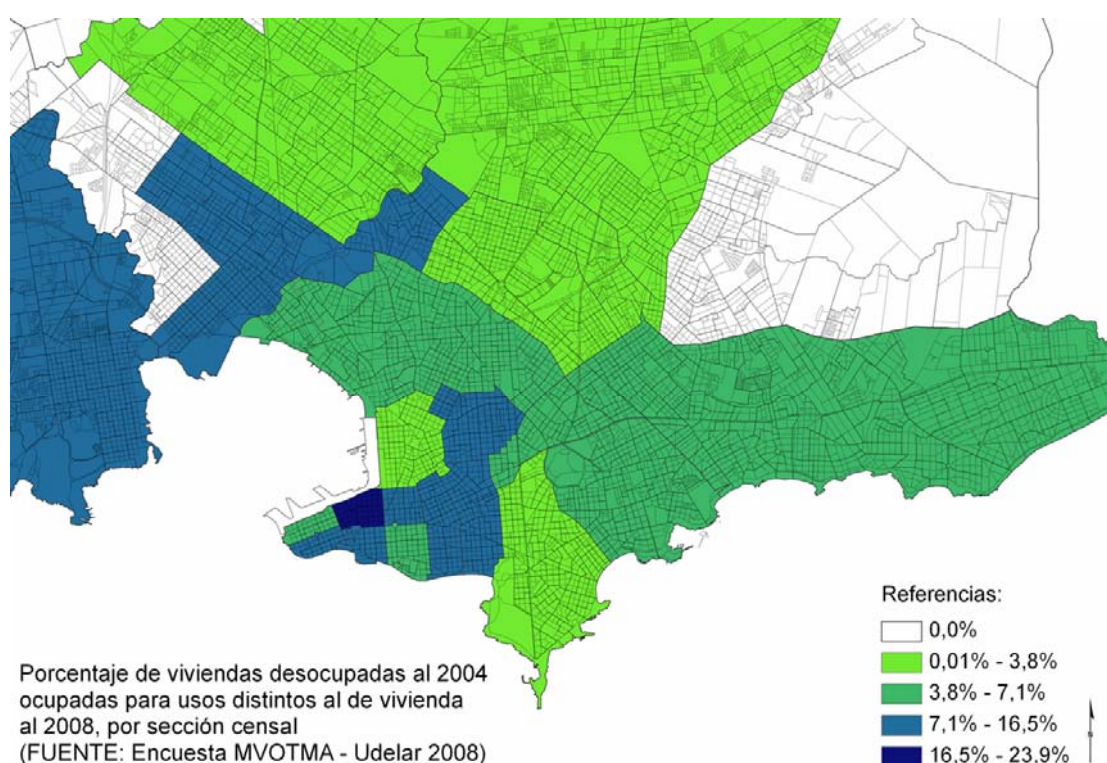 Referencias:
0,0%
0,01% - 3,8%
3,8% - 7,1%
7,1% - 16,5%
16,5% - 23,9%
Porcentaje de viviendas desocupadas al 2004
ocupadas para usos distintos al de vivienda
al 2008, por sección censal
(FUENTE: Encuesta MVOTMA - Udelar 2008)